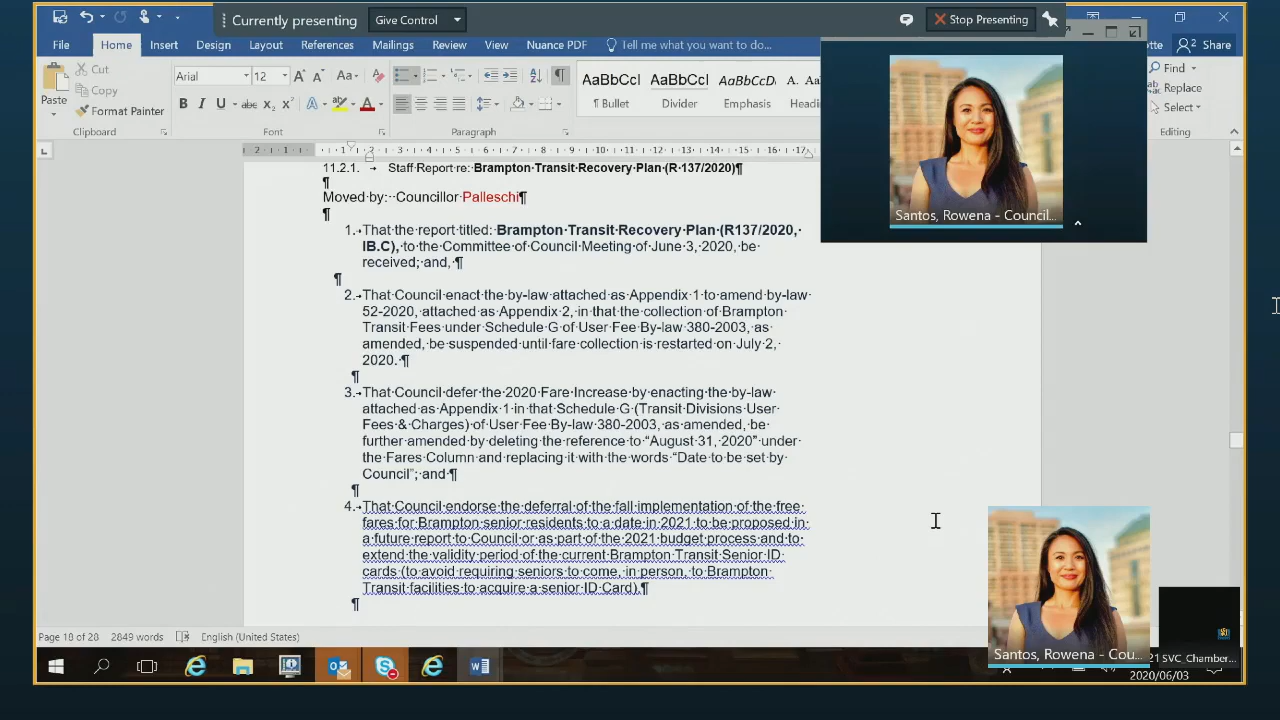 Currently presenting
Give Control
Stop Presenting
File
Home
Insert
Design
Layout
References
Mailings
Review
View
Nuance PDF
Tell me what you want to do...
Share
Paste
Cut
Copy
Format Painter
Clipboard
Arial
12
Font
Paragraph
AaBbCcI
AaBbCcI
AaBbCcD
¶ Bullet
Divider
Emphasis
Find
Replace
Select
Editing
Santos, Rowena - Council...
11.2.1. Staff Report re: Brampton Transit Recovery Plan (R 137/2020)¶
¶
Moved by: Councillor Palleschi¶
¶
1. That the report titled: Brampton Transit Recovery Plan (R137/2020,
IB.C), to the Committee of Council Meeting of June 3, 2020, be
received; and, ¶
¶
2. That Council enact the by-law attached as Appendix 1 to amend by-law
52-2020, attached as Appendix 2, in that the collection of Brampton
Transit Fees under Schedule G of User Fee By-law 380-2003, as
amended, be suspended until fare collection is restarted on July 2,
2020. ¶
¶
3. That Council defer the 2020 Fare Increase by enacting the by-law
attached as Appendix 1 in that Schedule G (Transit Divisions User
Fees & Charges) of User Fee By-law 380-2003, as amended, be
further amended by deleting the reference to “August 31, 2020” under
the Fares Column and replacing it with the words “Date to be set by
Council”; and ¶
¶
4. That Council endorse the deferral of the fall implementation of the free
fares for Brampton senior residents to a date in 2021 to be proposed in
a future report to Council or as part of the 2021 budget process and to
extend the validity period of the current Brampton Transit Senior ID
cards (to avoid requiring seniors to come, in person, to Brampton
Transit facilities to acquire a senior ID Card).¶
¶
Santos, Rowena - Cou...
Page 18 of 28
2849 words
English (United States)
SVC_Chamber...
2020/06/03